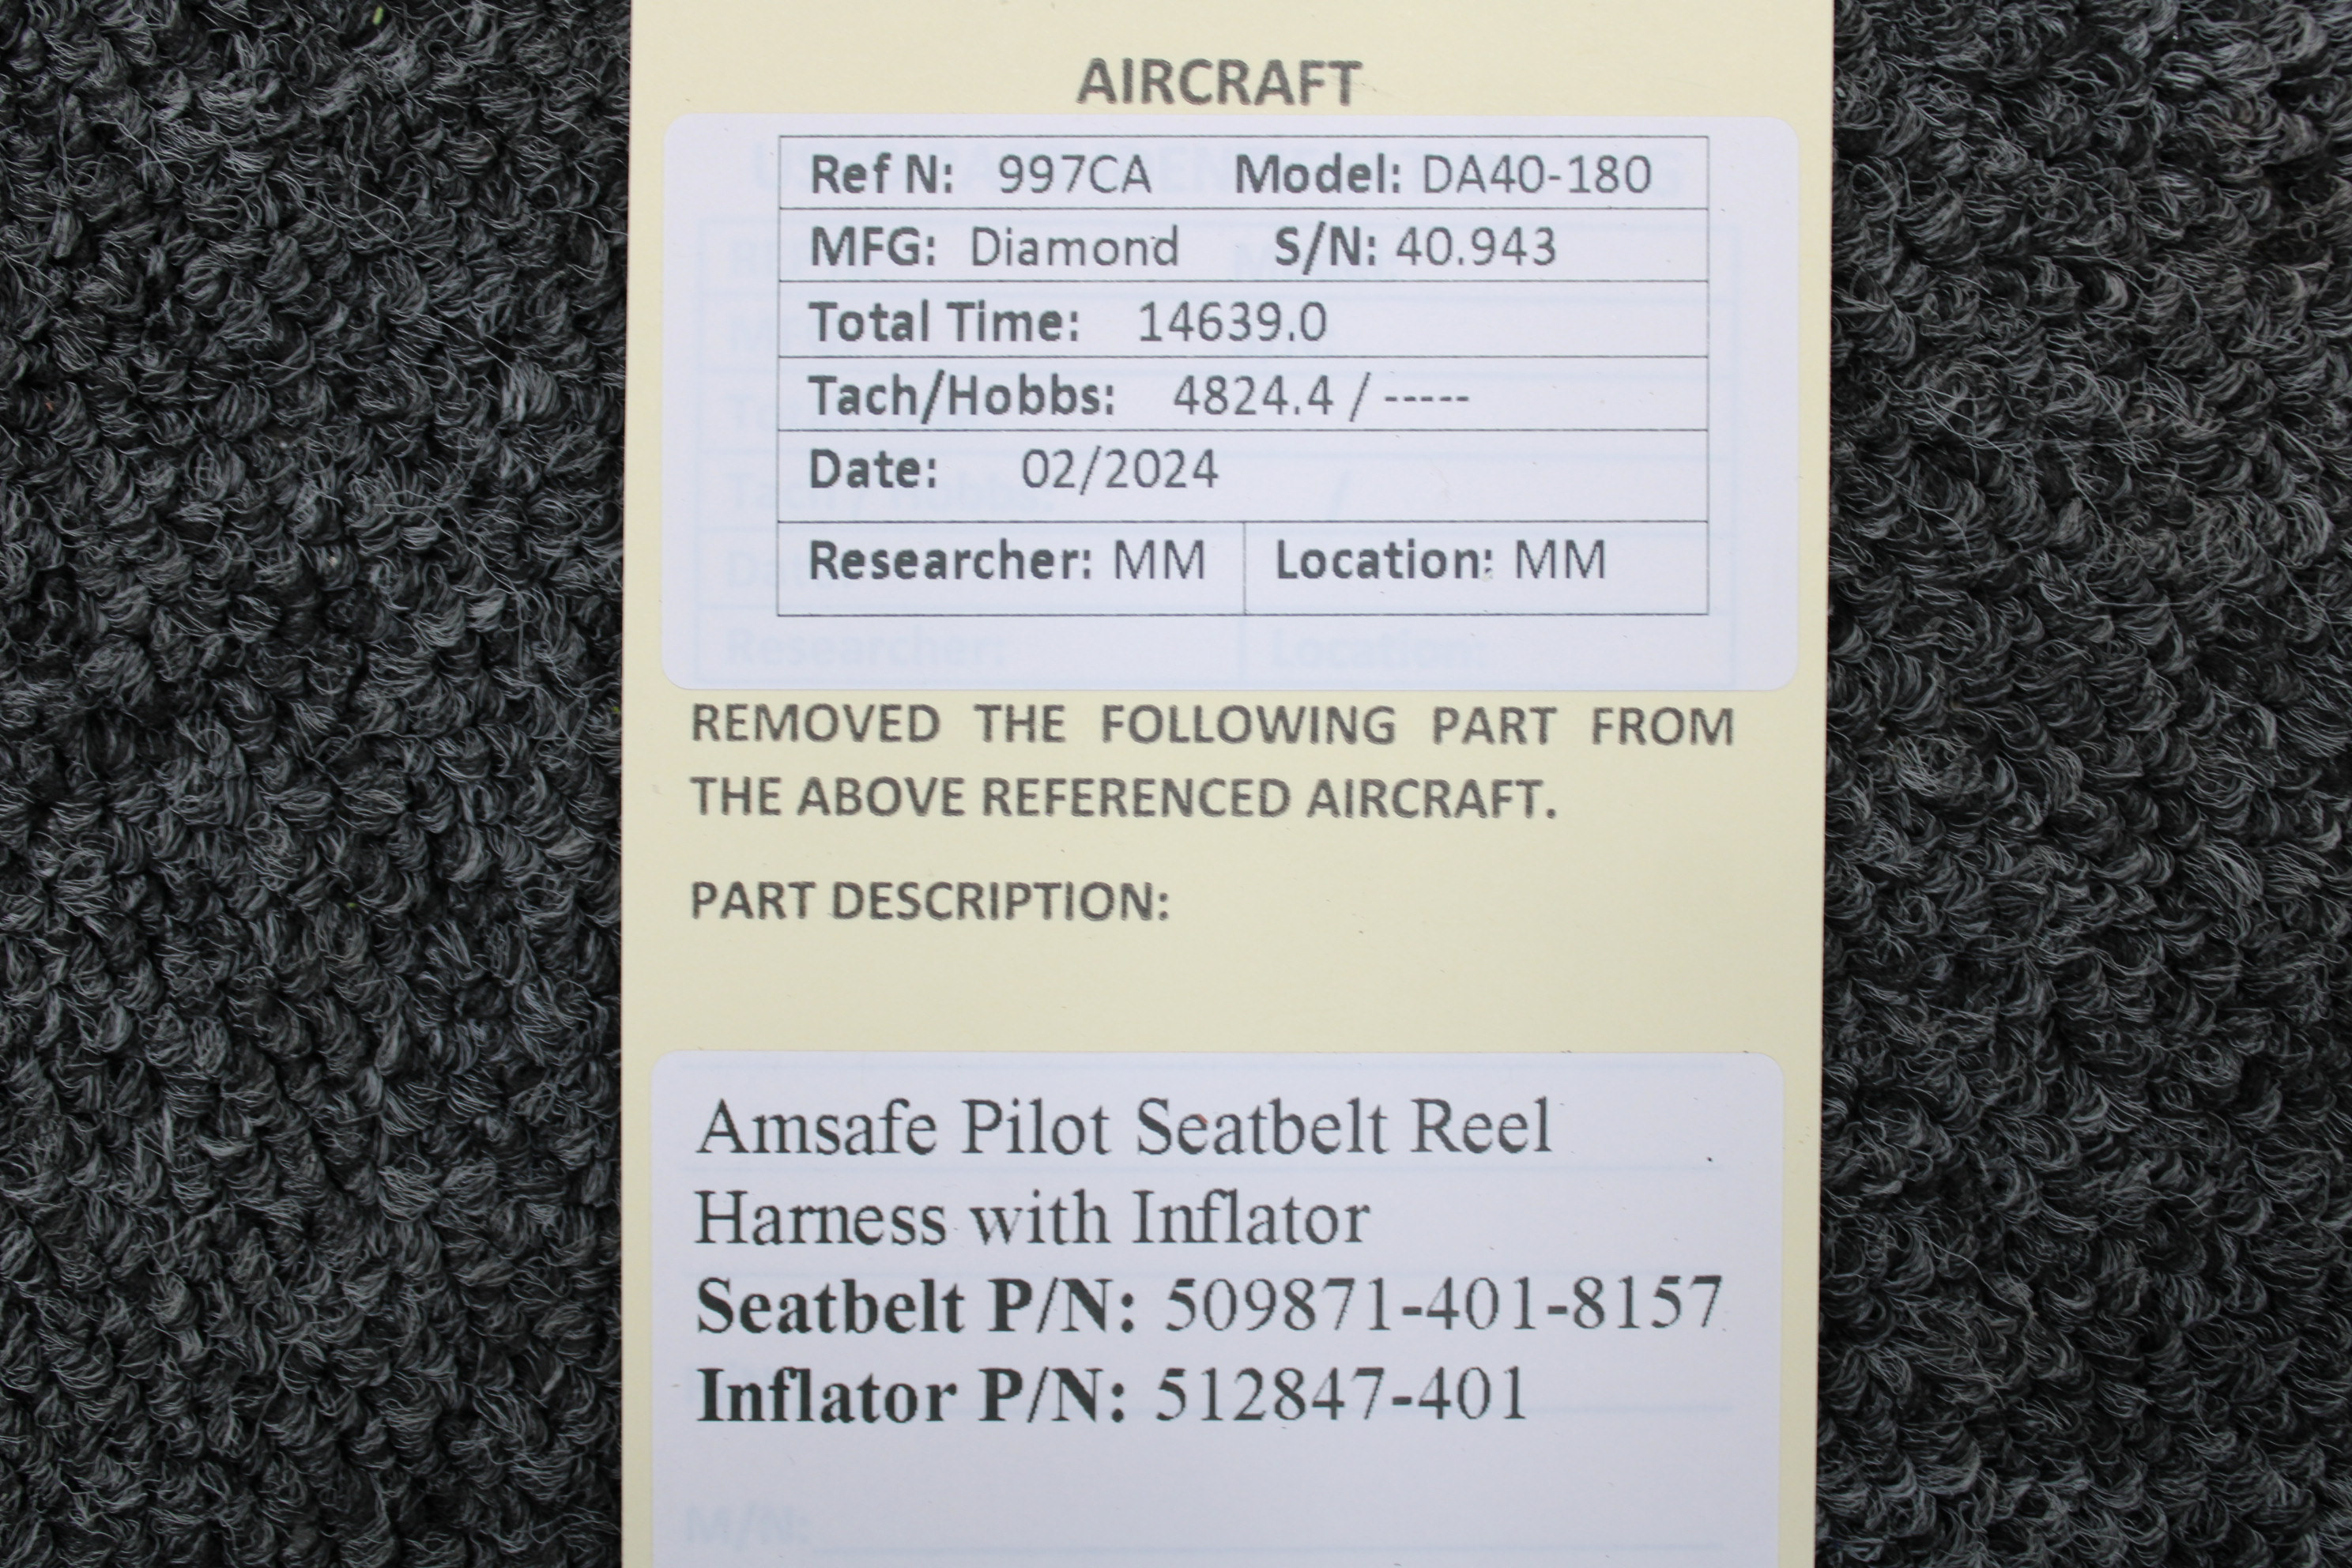 AIRCRAFT
Ref N: 997CA Model: DA40-180
MFG: Diamond S/N: 40.943
Total Time: 14639.0
Tach/Hobbs: 4824.4 / -----
Date: 02/2024
Researcher: MM Location: MM
Researcher: Location:
REMOVED THE FOLLOWING PART FROM
THE ABOVE REFERENCED AIRCRAFT.
PART DESCRIPTION:
Amsafe Pilot Seatbelt Reel
Harness with Inflator
Seatbelt P/N: 509871-401-8157
Inflator P/N: 512847-401
M/N: